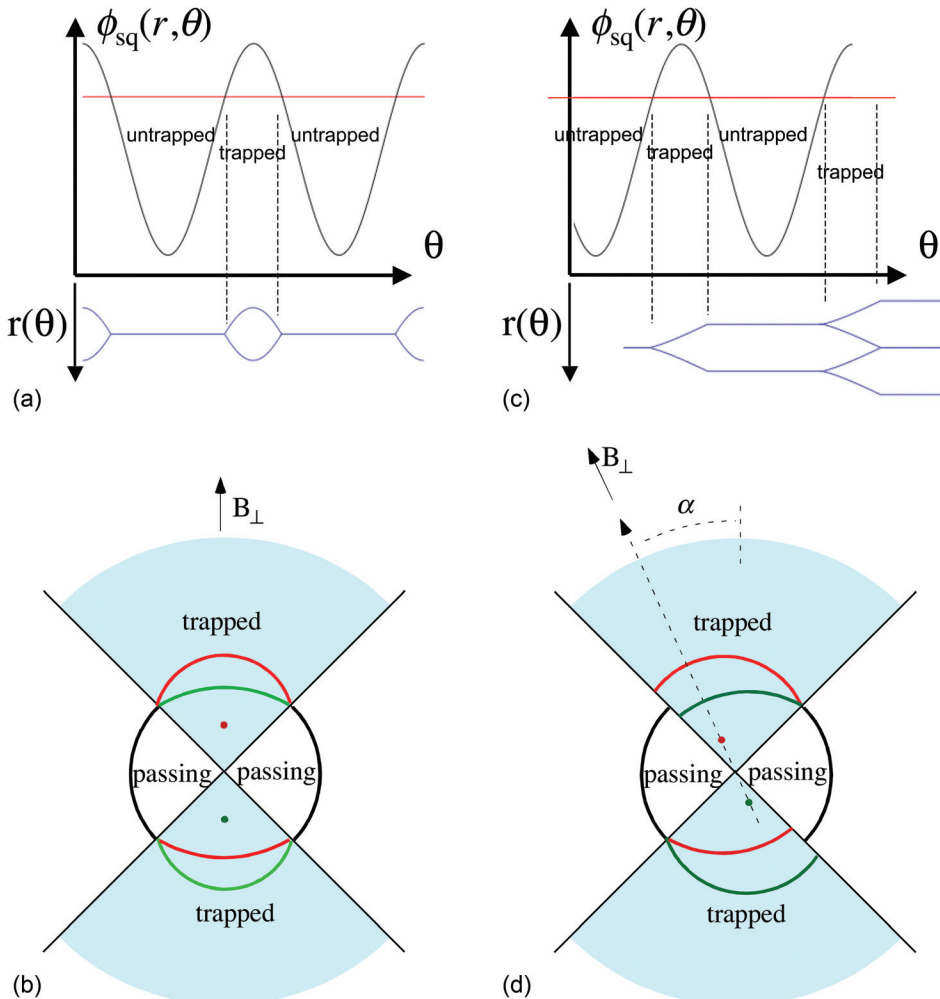 ϕsq(r,θ)
untrapped
trapped
untrapped
θ
r(θ)
(a)
ϕsq(r,θ)
untrapped
trapped
untrapped
trapped
θ
r(θ)
(c)
B⊥
trapped
passing
passing
trapped
(b)
B⊥
α
trapped
passing
passing
trapped
(d)